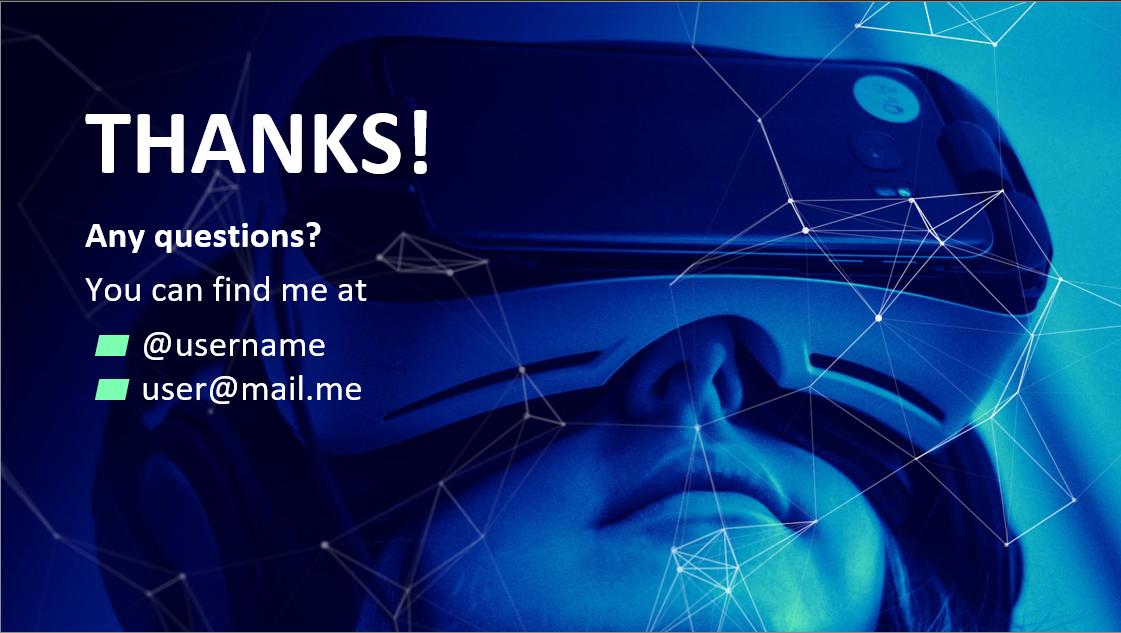 THANKS!
Any questions?
You can find me at
@username
user@mail.me